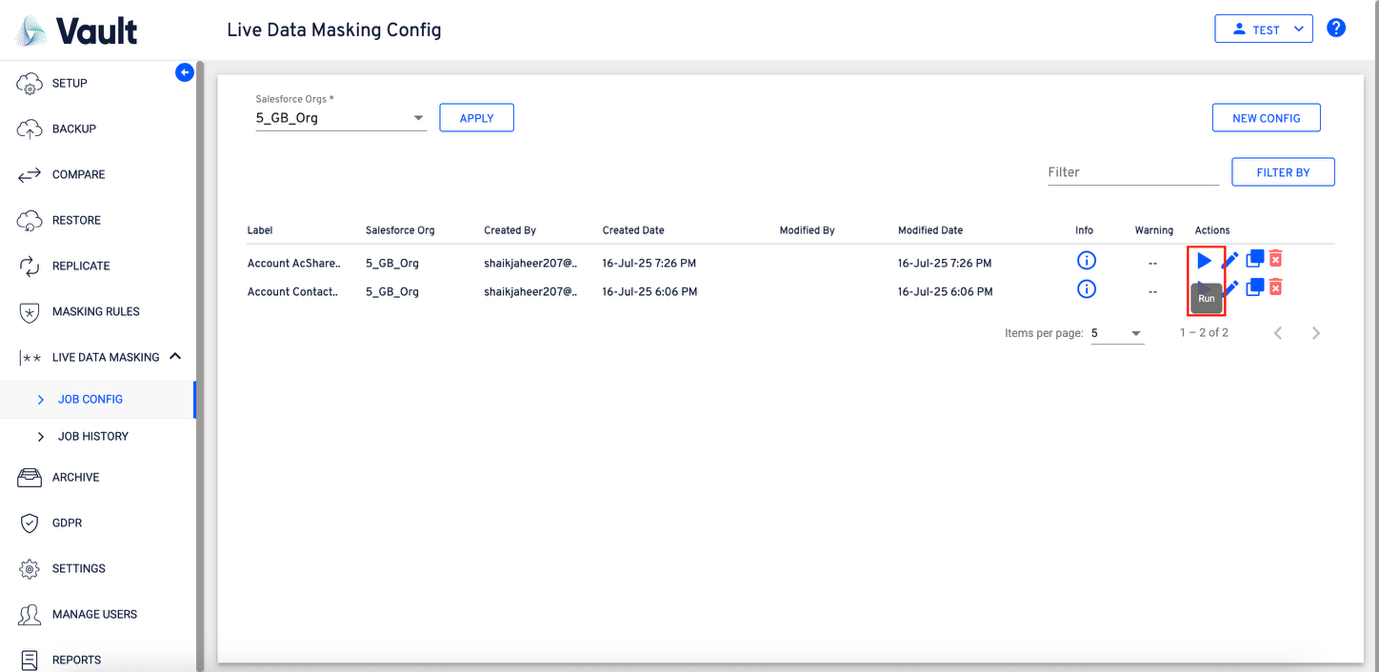 Vault
Live Data Masking Config
TEST
?
SETUP
BACKUP
COMPARE
RESTORE
REPLICATE
MASKING RULES
|** LIVE DATA MASKING
JOB CONFIG
JOB HISTORY
ARCHIVE
GDPR
SETTINGS
MANAGE USERS
REPORTS
Salesforce Orgs *
5_GB_Org
APPLY
NEW CONFIG
Filter
FILTER BY
Label Salesforce Org Created By Created Date Modified By Modified Date Info Warning Actions
Account AcShare.. 5_GB_Org shaikjaheer207@.. 16-Jul-25 7:26 PM 16-Jul-25 7:26 PM --
Account Contact.. 5_GB_Org shaikjaheer207@.. 16-Jul-25 6:06 PM 16-Jul-25 6:06 PM --
Run
Items per page: 5 1 – 2 of 2